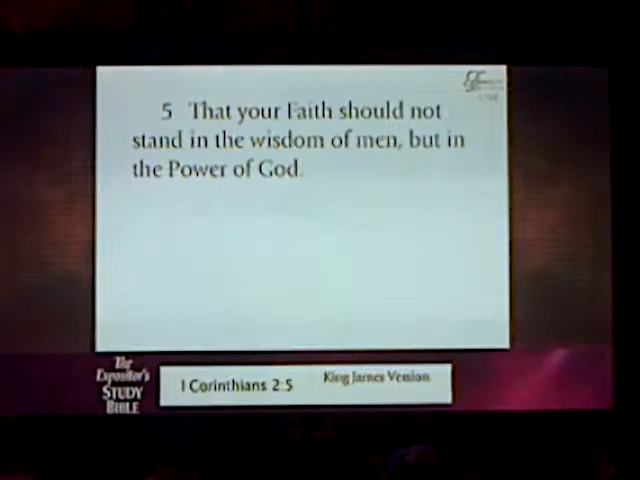 5 That your Faith should not
stand in the wisdom of men, but in
the Power of God.
The
Expositor's
STUDY
BIBLE
I Corinthians 2:5
King James Version